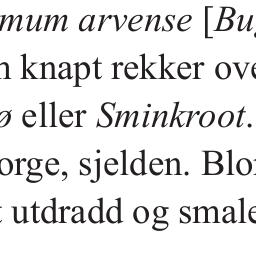 mum arvense [Bu
n knapt rekker ove
ø eller Sminkroot.
orge, sjelden. Blo
t utdradd og smale